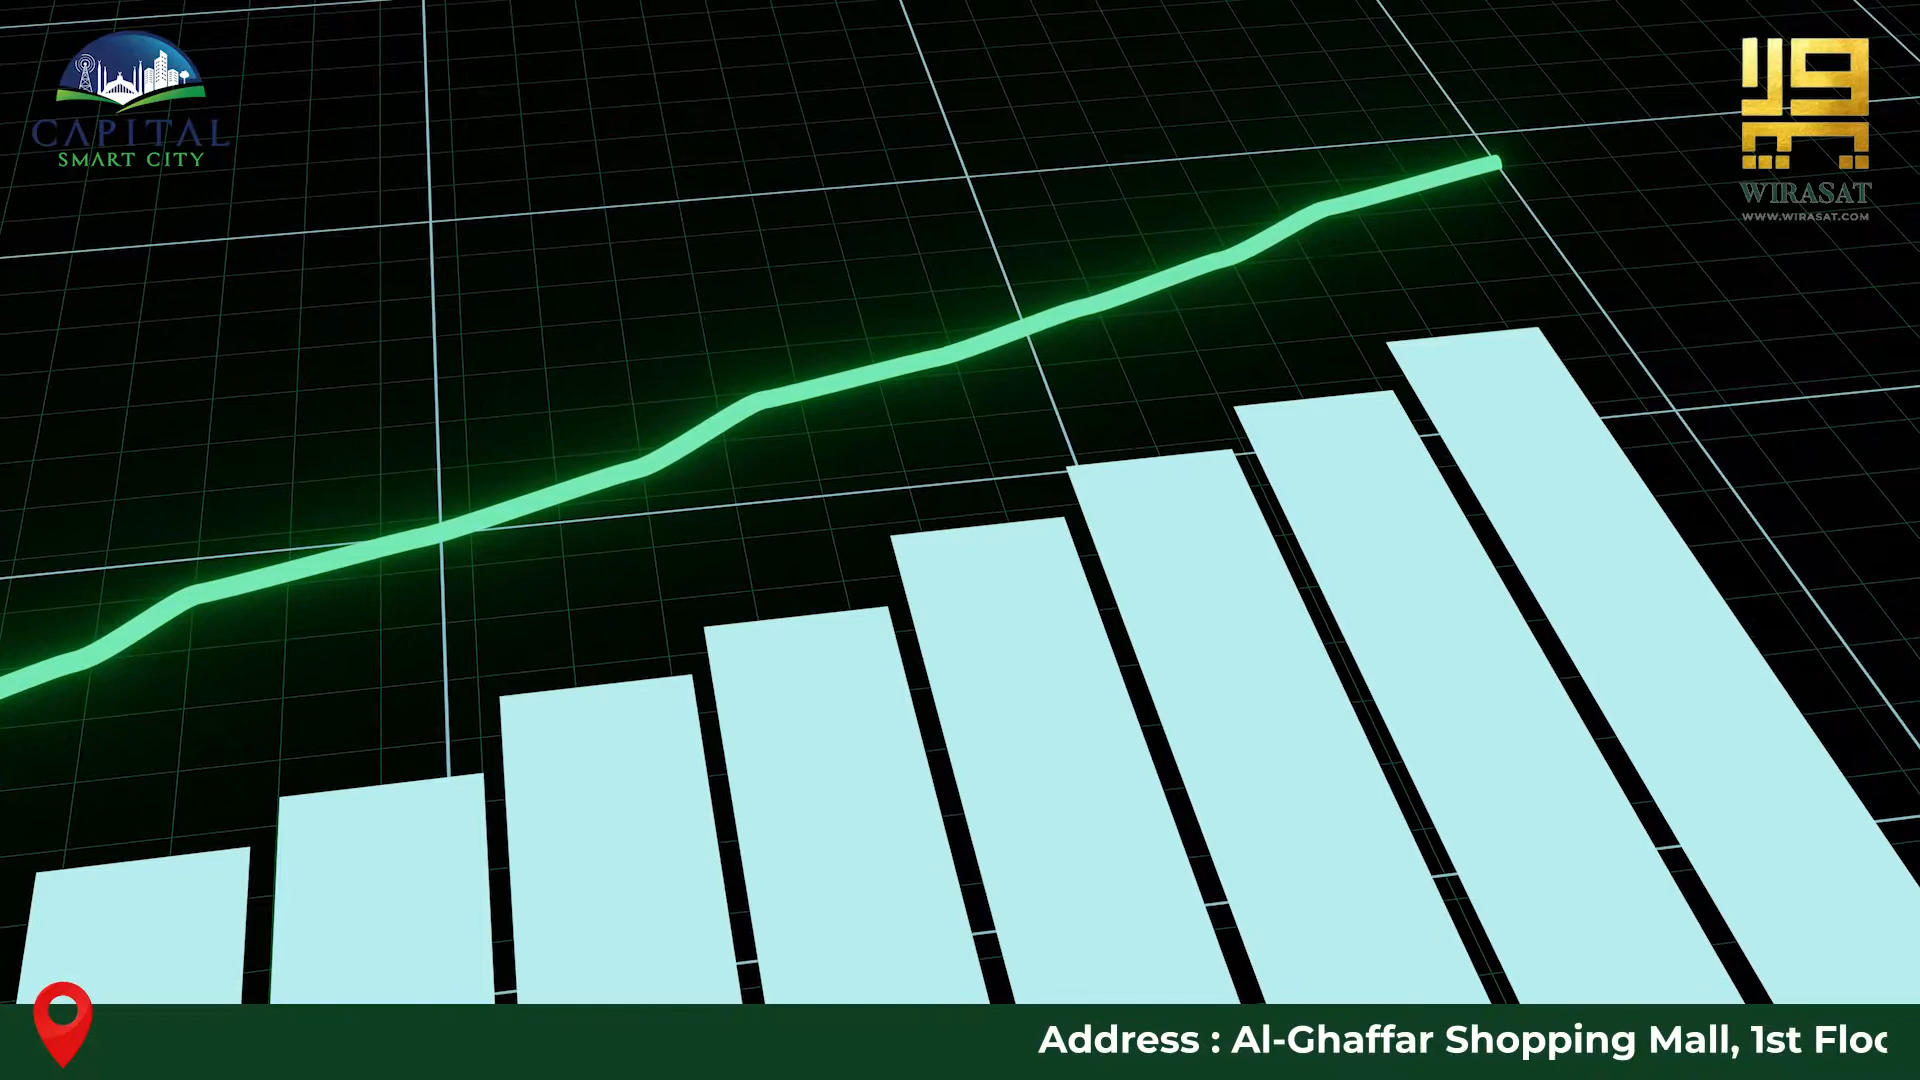 CAPITAL
SMART CITY
WIRASAT
WWW.WIRASAT.COM
Address : Al-Ghaffar Shopping Mall, 1st Floo